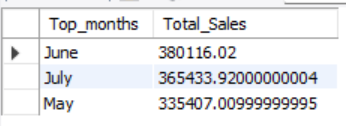 Top_months Total_Sales
June 380116.02
July 365433.92000000004
May 335407.00999999995